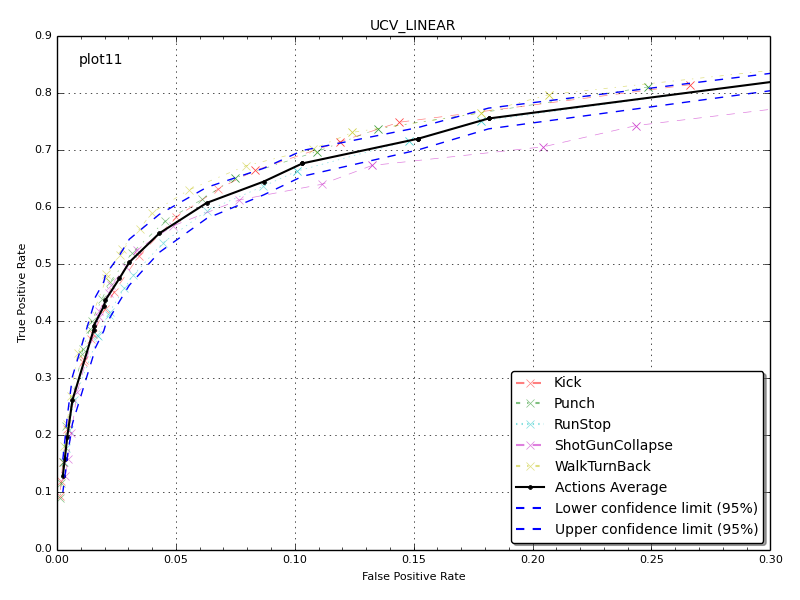 UCV_LINEAR
plot11
True Positive Rate
0.9
0.8
0.7
0.6
0.5
0.4
0.3
0.2
0.1
0.0
Kick
Punch
RunStop
ShotGunCollapse
WalkTurnBack
Actions Average
Lower confidence limit (95%)
Upper confidence limit (95%)
0.00 0.05 0.10 0.15 0.20 0.25 0.30
False Positive Rate